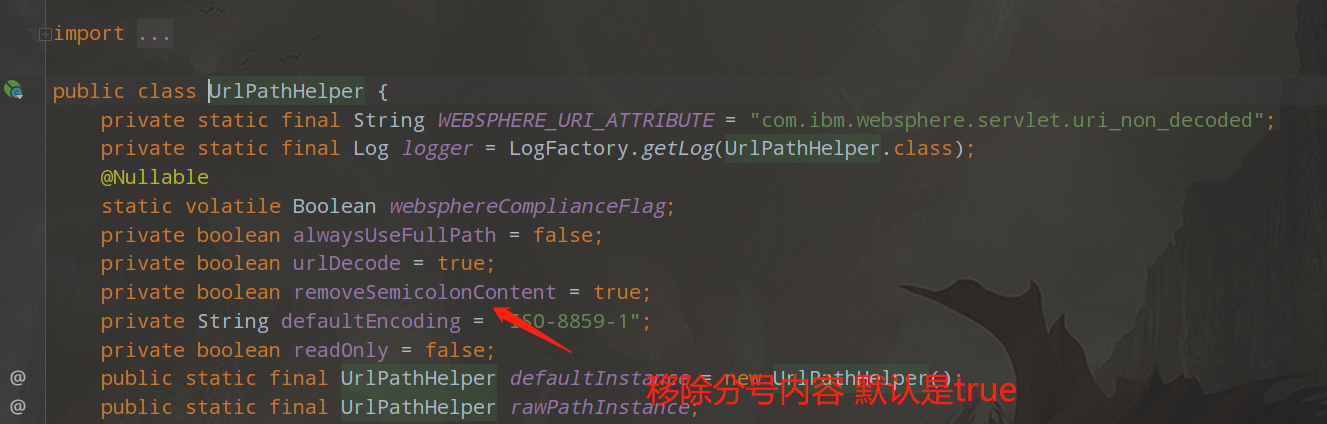 import ...
public class UrlPathHelper {
private static final String WEBSPHERE_URI_ATTRIBUTE = "com.ibm.websphere.servlet.uri_non_decoded";
private static final Log logger = LogFactory.getLog(UrlPathHelper.class);
@Nullable
static volatile Boolean websphereComplianceFlag;
private boolean alwaysUseFullPath = false;
private boolean urlDecode = true;
private boolean removeSemicolonContent = true;
private String defaultEncoding = "ISO-8859-1";
private boolean readOnly = false;
@ public static final UrlPathHelper defaultInstance = new UrlPathHelper();
移除分号内容 默认是true
@ public static final UrlPathHelper rawPathInstance;